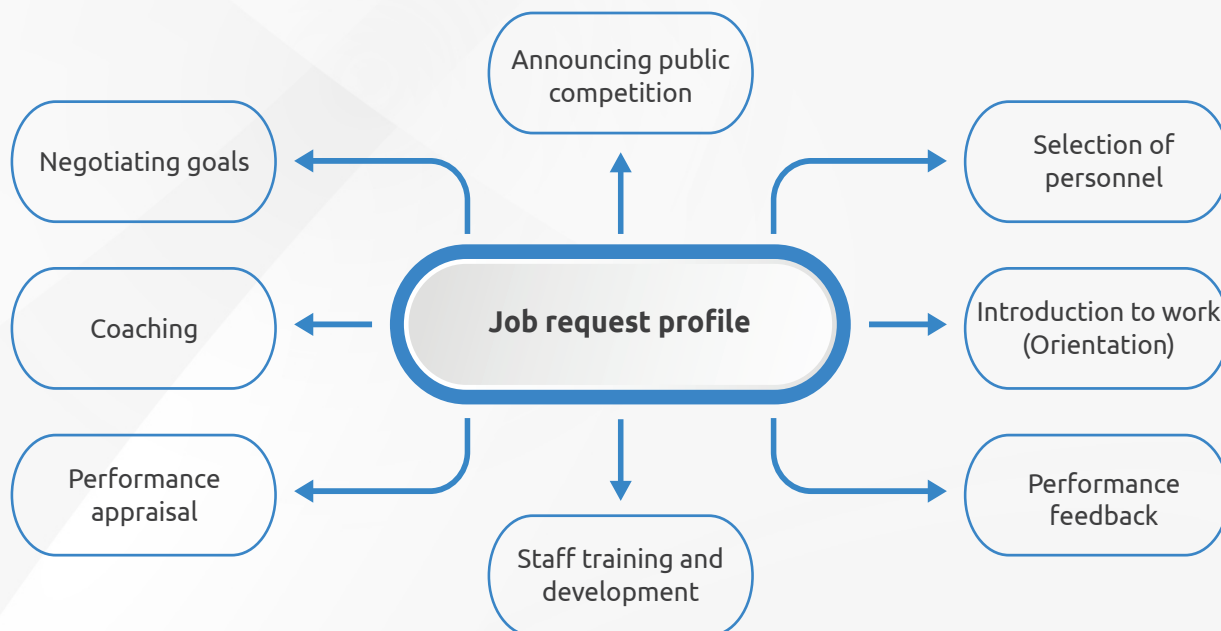 Announcing public
competition
Negotiating goals
Selection of
personnel
Coaching
Job request profile
Introduction to work
(Orientation)
Performance
appraisal
Performance
feedback
Staff training and
development